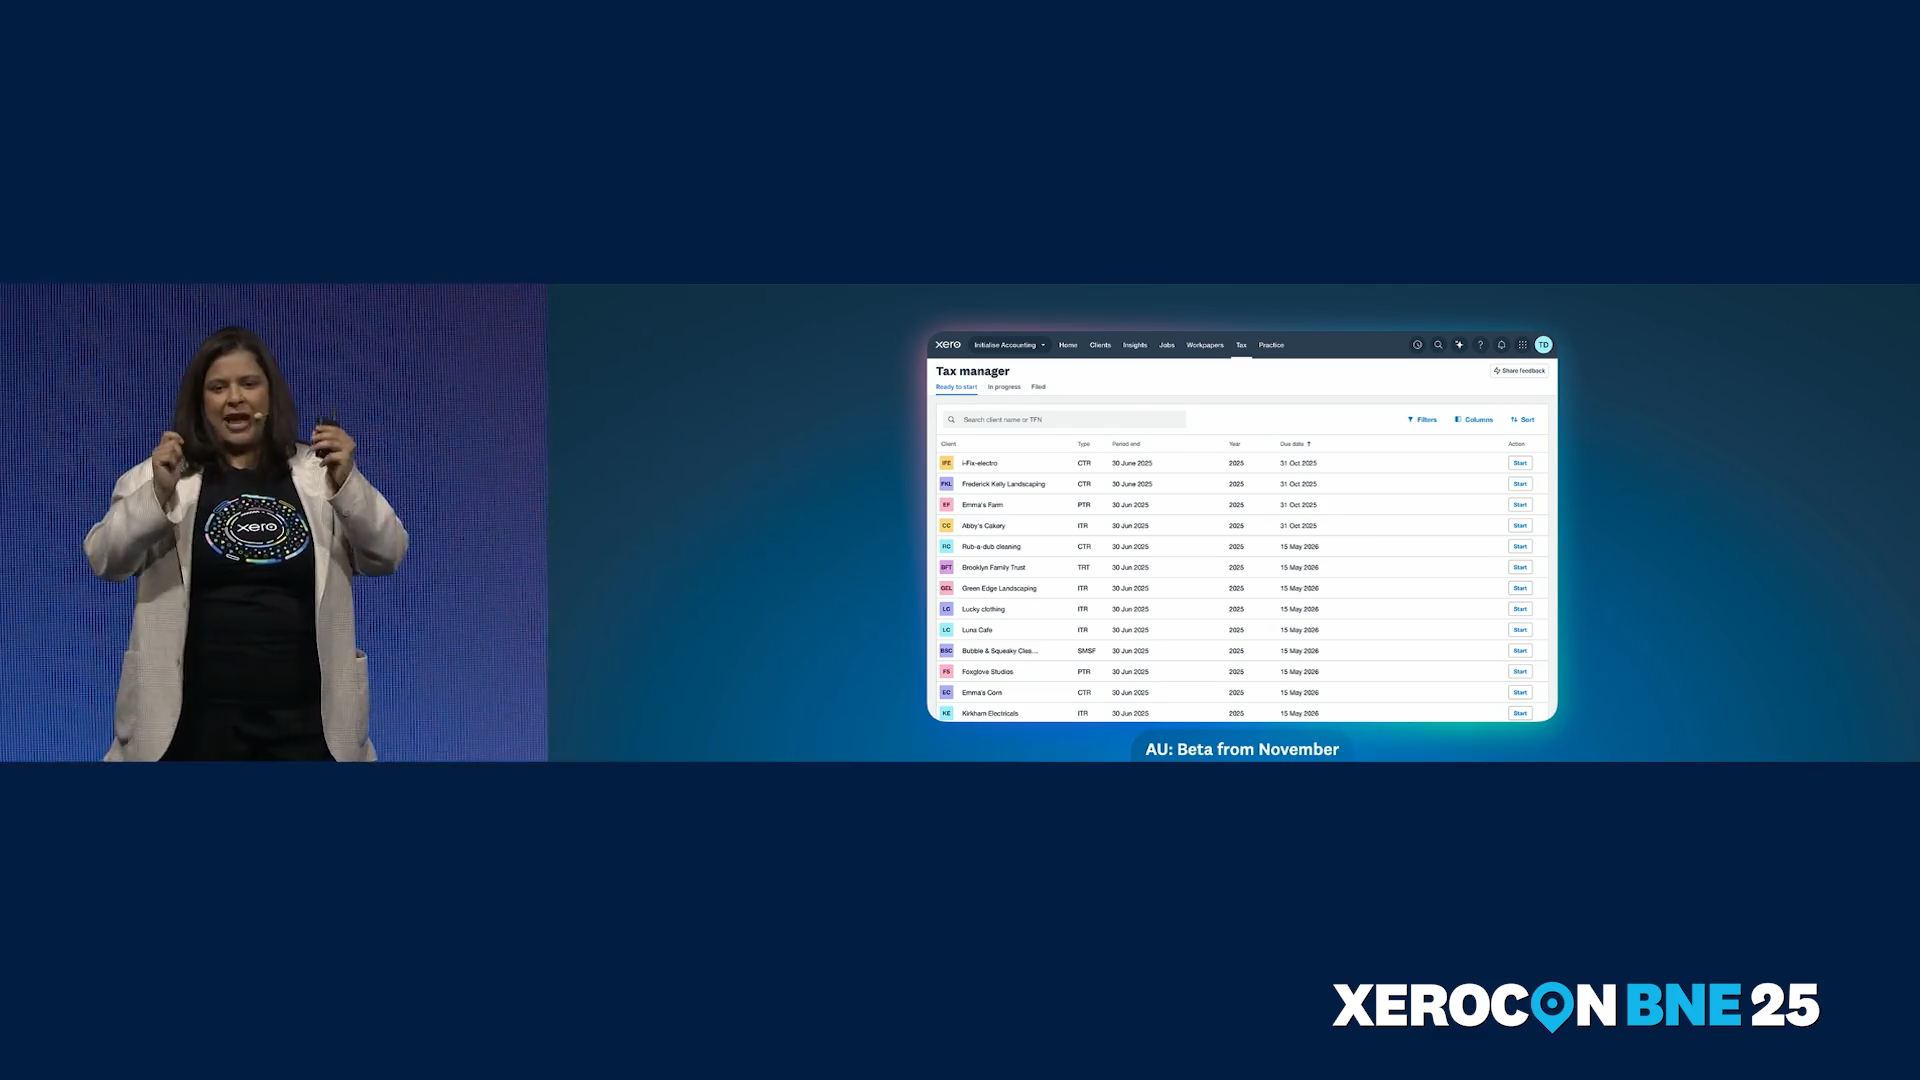 xero
xero Initialise Accounting Home Clients Insights Jobs Workpapers Tax Practice ? TD
Tax manager Share feedback
Ready to start In progress Filed
Search client name or TFN Filters Columns Sort
Client Type Period end Year Due date Action
IFE i-Fix-electro CTR 30 June 2025 2025 31 Oct 2025 Start
FKL Frederick Kelly Landscaping CTR 30 June 2025 2025 31 Oct 2025 Start
EF Emma's Farm PTR 30 Jun 2025 2025 31 Oct 2025 Start
CC Abby's Cakery ITR 30 Jun 2025 2025 31 Oct 2025 Start
RC Rub-a-dub cleaning CTR 30 Jun 2025 2025 15 May 2026 Start
BFT Brooklyn Family Trust TRT 30 Jun 2025 2025 15 May 2026 Start
GEL Green Edge Landscaping ITR 30 Jun 2025 2025 15 May 2026 Start
LC Lucky clothing ITR 30 Jun 2025 2025 15 May 2026 Start
LC Luna Cafe ITR 30 Jun 2025 2025 15 May 2026 Start
BSC Bubble & Squeaky Clea... SMSF 30 Jun 2025 2025 15 May 2026 Start
FS Foxglove Studios PTR 30 Jun 2025 2025 15 May 2026 Start
EC Emma's Corn CTR 30 Jun 2025 2025 15 May 2026 Start
KE Kirkham Electricals ITR 30 Jun 2025 2025 15 May 2026 Start
AU: Beta from November
XEROCON BNE 25